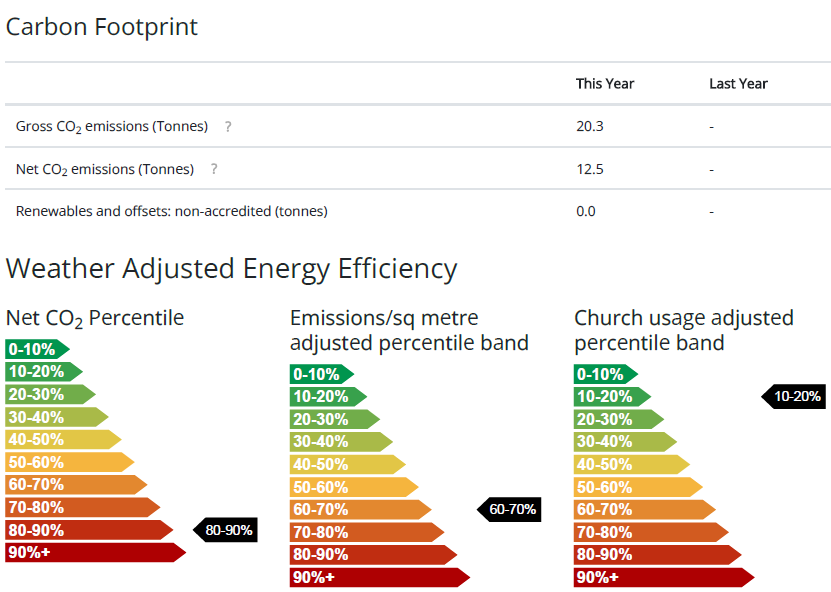 Carbon Footprint
This Year Last Year
Gross CO2 emissions (Tonnes) ? 20.3 -
Net CO2 emissions (Tonnes) ? 12.5 -
Renewables and offsets: non-accredited (tonnes) 0.0 -
Weather Adjusted Energy Efficiency
Net CO2 Percentile
0-10%
10-20%
20-30%
30-40%
40-50%
50-60%
60-70%
70-80%
80-90% 80-90%
90%+
Emissions/sq metre
adjusted percentile band
0-10%
10-20%
20-30%
30-40%
40-50%
50-60%
60-70% 60-70%
70-80%
80-90%
90%+
Church usage adjusted
percentile band
0-10%
10-20% 10-20%
20-30%
30-40%
40-50%
50-60%
60-70%
70-80%
80-90%
90%+